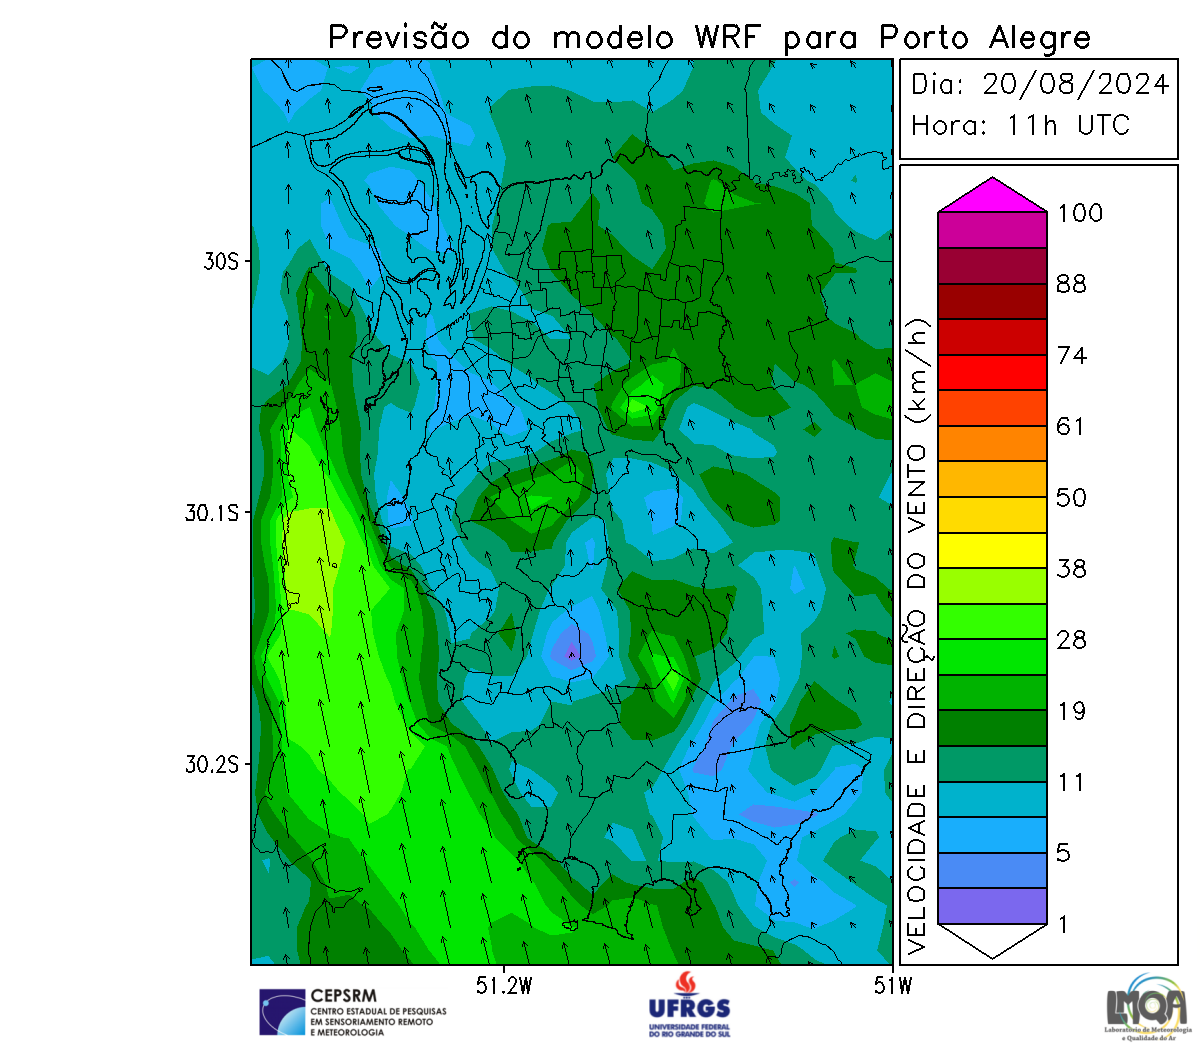 Previsão do modelo WRF para Porto Alegre
Dia: 20/08/2024
Hora: 11h UTC
30S
30.1S
30.2S
51.2W
51W
VELOCIDADE E DIREÇÃO DO VENTO (km/h)
100
88
74
61
50
38
28
19
11
5
1
CEPSRM
CENTRO ESTADUAL DE PESQUISAS
EM SENSORIAMENTO REMOTO
E METEOROLOGIA
UFRGS
UNIVERSIDADE FEDERAL
DO RIO GRANDE DO SUL
LMQA
Laboratório de Meteorologia
e Qualidade do Ar